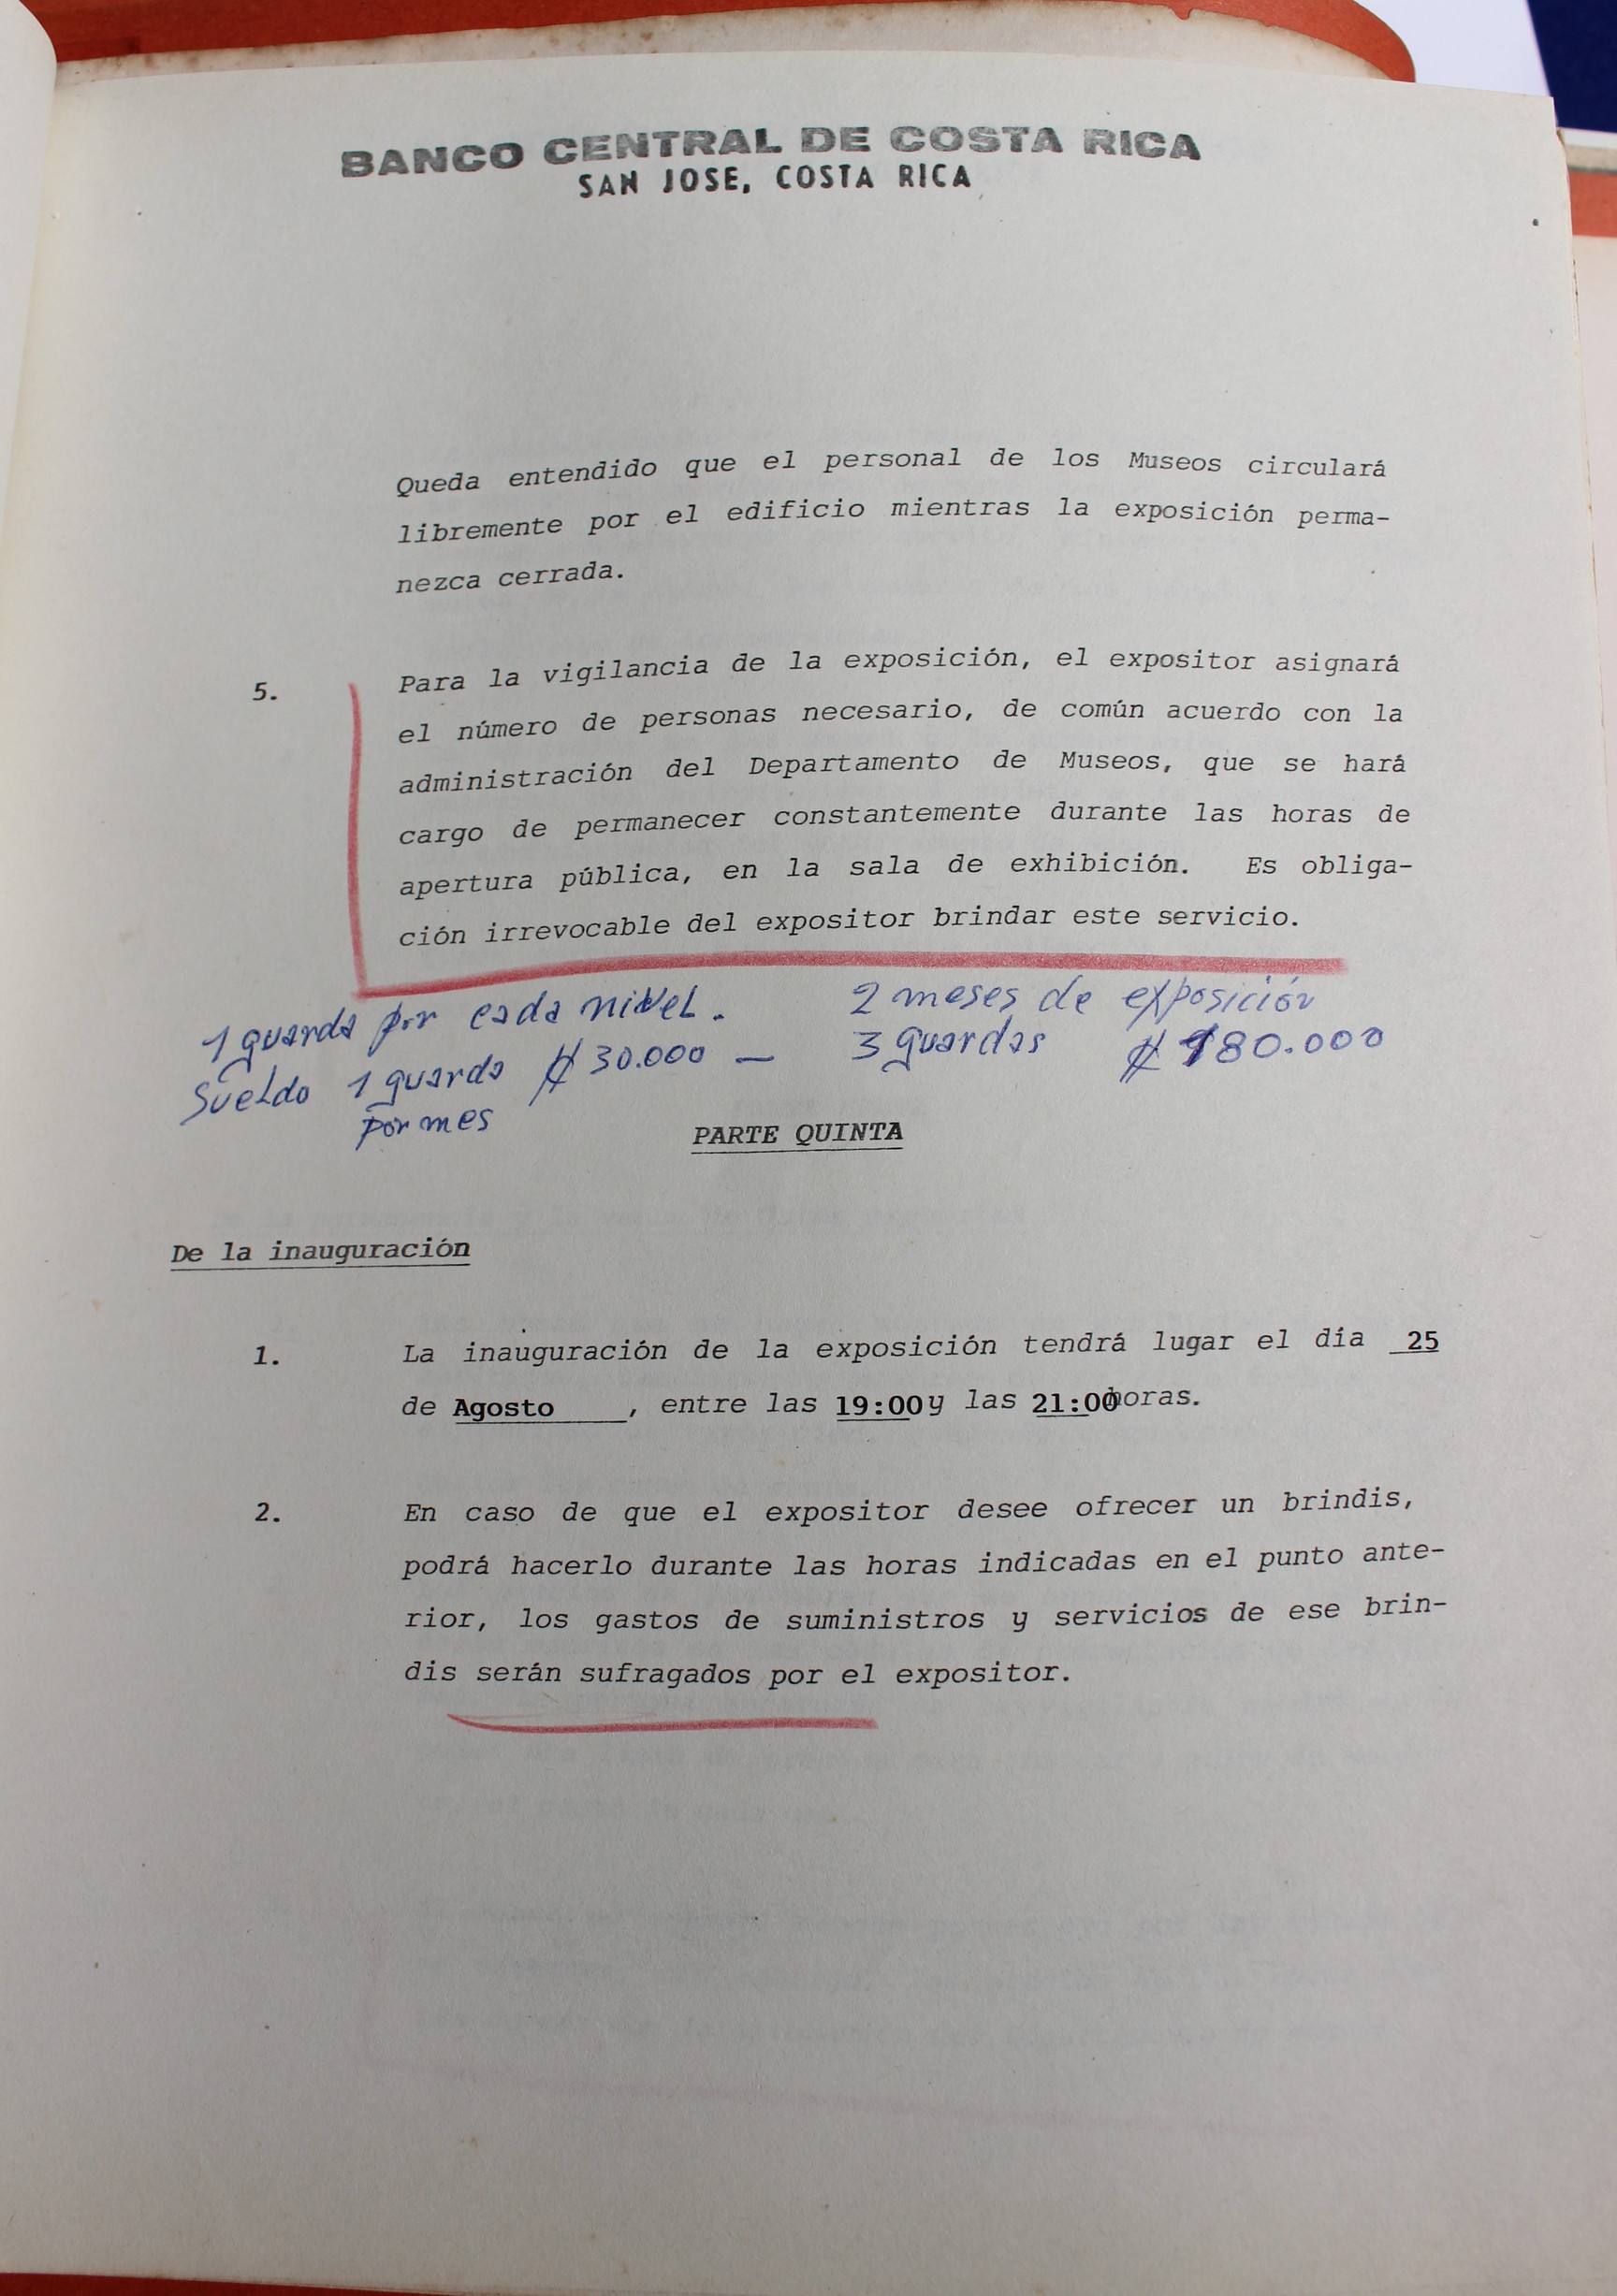 BANCO CENTRAL DE COSTA RICA
SAN JOSE, COSTA RICA
Queda entendido que el personal de los Museos circulará
libremente por el edificio mientras la exposición perma-
nezca cerrada.
5. Para la vigilancia de la exposición, el expositor asignará
el número de personas necesario, de común acuerdo con la
administración del Departamento de Museos, que se hará
cargo de permanecer constantemente durante las horas de
apertura pública, en la sala de exhibición. Es obliga-
ción irrevocable del expositor brindar este servicio.
1 guarda por cada nivel.
Sueldo 1 guarda ₡ 30.000 —
por mes
2 meses de exposición
3 guardas ₡ 180.000
PARTE QUINTA
De la inauguración
1. La inauguración de la exposición tendrá lugar el día 25
de Agosto____, entre las 19:00 y las 21:00 horas.
2. En caso de que el expositor desee ofrecer un brindis,
podrá hacerlo durante las horas indicadas en el punto ante-
rior, los gastos de suministros y servicios de ese brin-
dis serán sufragados por el expositor.